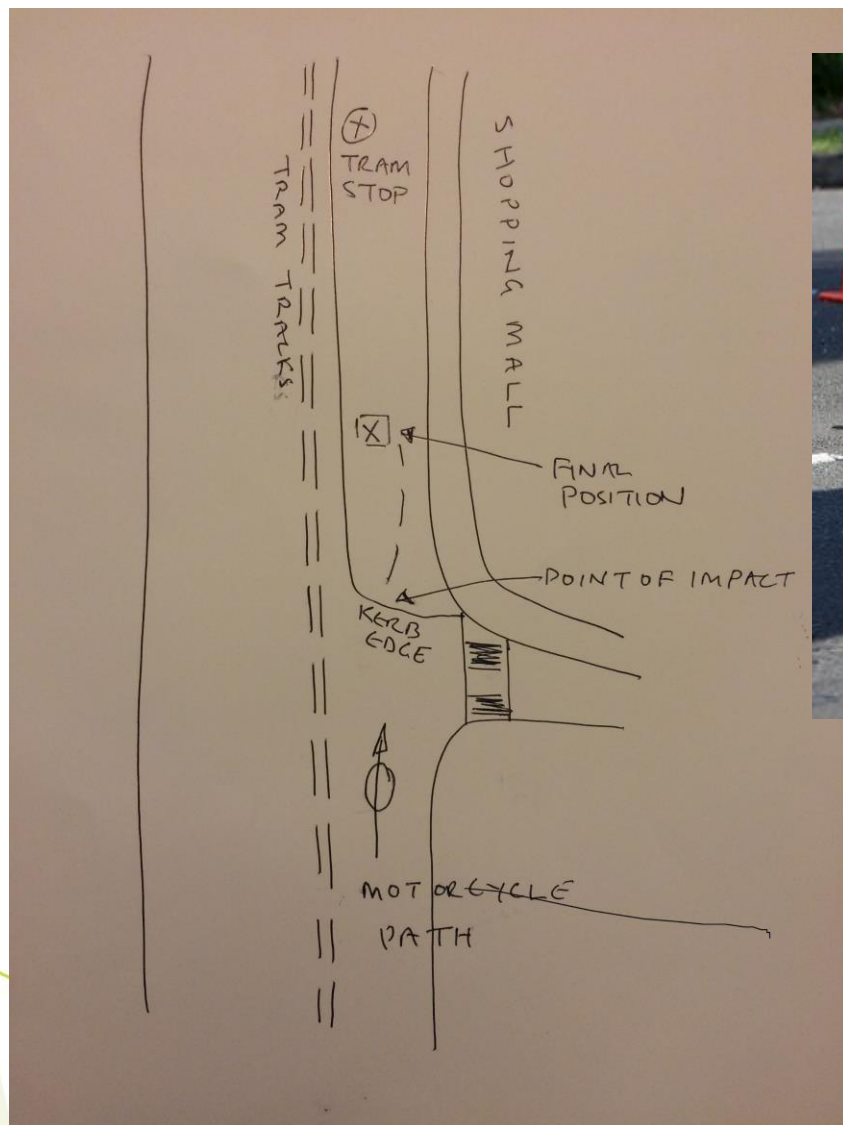 SHOPPING MALL
X
TRAM
STOP
TRAM TRACKS
X
FINAL
POSITION
POINT OF IMPACT
KERB
EDGE
MOTORCYCLE
PATH